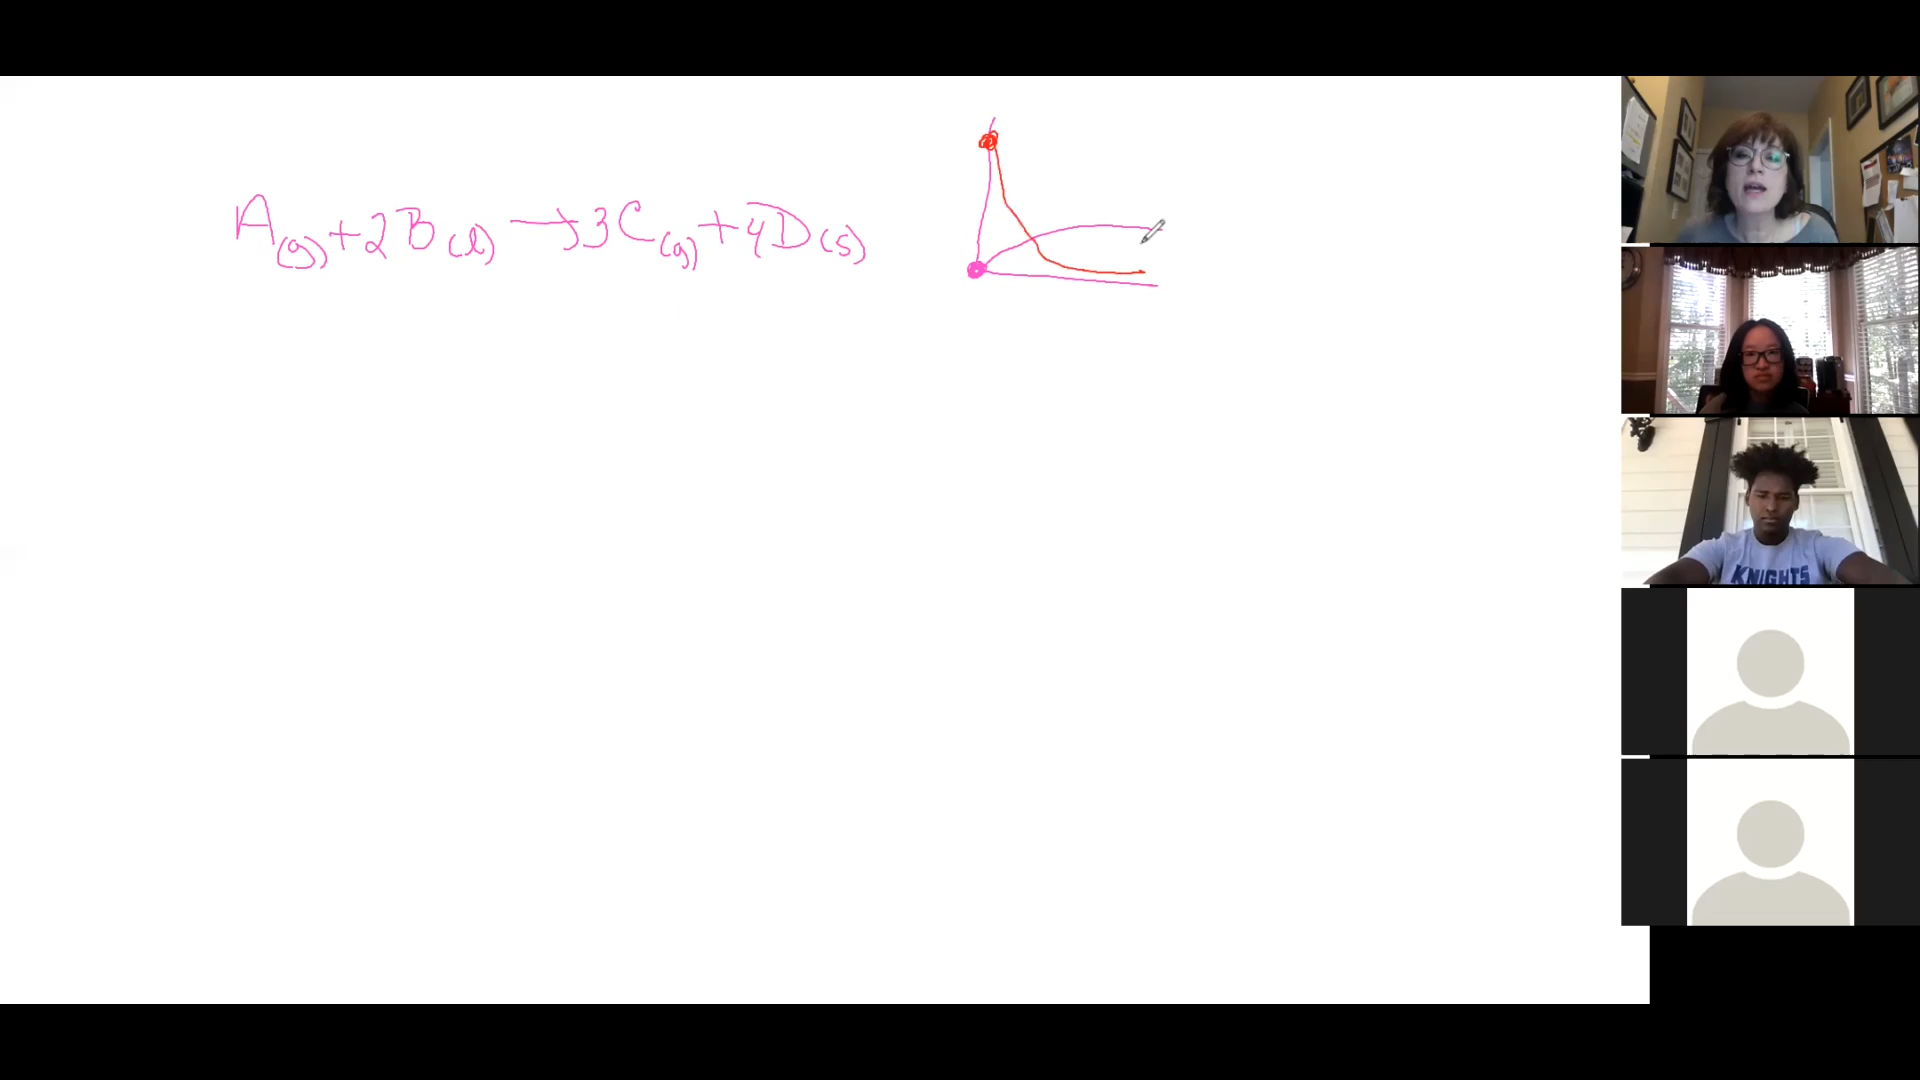 A(g) + 2B(l) → 3C(g) + 4D(s)
KNIGHTS